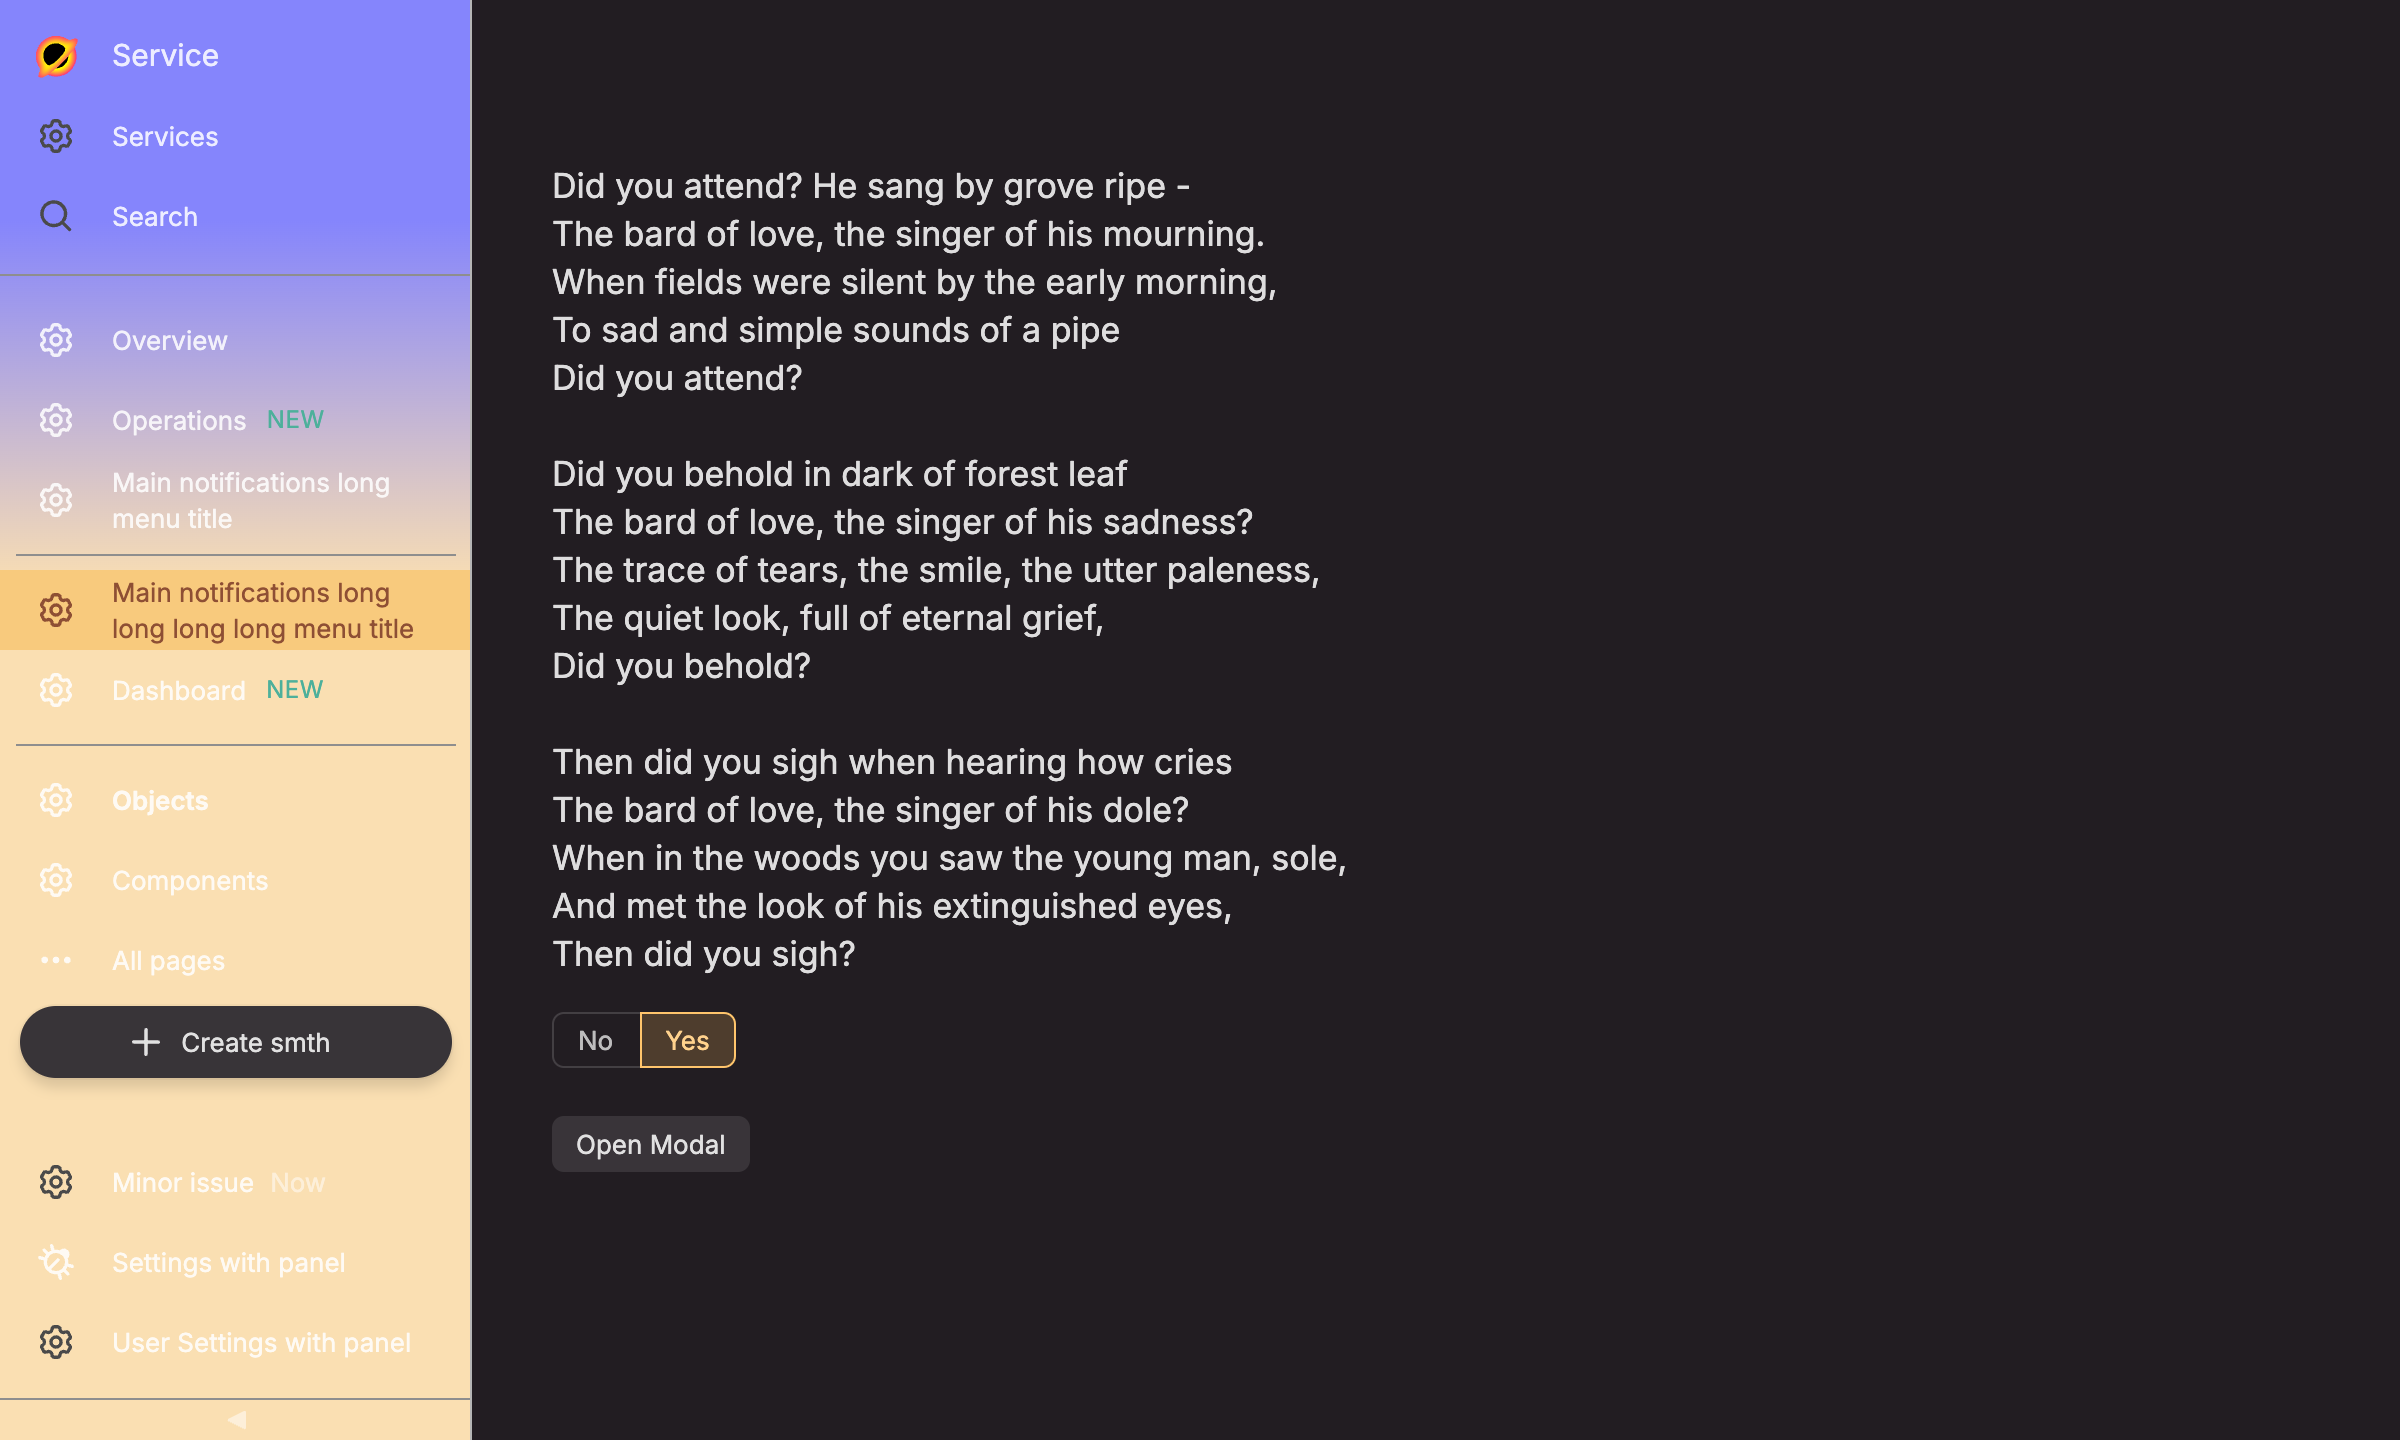 Service
Services
Search
Overview
Operations NEW
Main notifications long
menu title
Main notifications long
long long long menu title
Dashboard NEW
Objects
Components
All pages
Create smth
Minor issue Now
Settings with panel
User Settings with panel
Did you attend? He sang by grove ripe -
The bard of love, the singer of his mourning.
When fields were silent by the early morning,
To sad and simple sounds of a pipe
Did you attend?
Did you behold in dark of forest leaf
The bard of love, the singer of his sadness?
The trace of tears, the smile, the utter paleness,
The quiet look, full of eternal grief,
Did you behold?
Then did you sigh when hearing how cries
The bard of love, the singer of his dole?
When in the woods you saw the young man, sole,
And met the look of his extinguished eyes,
Then did you sigh?
No Yes
Open Modal